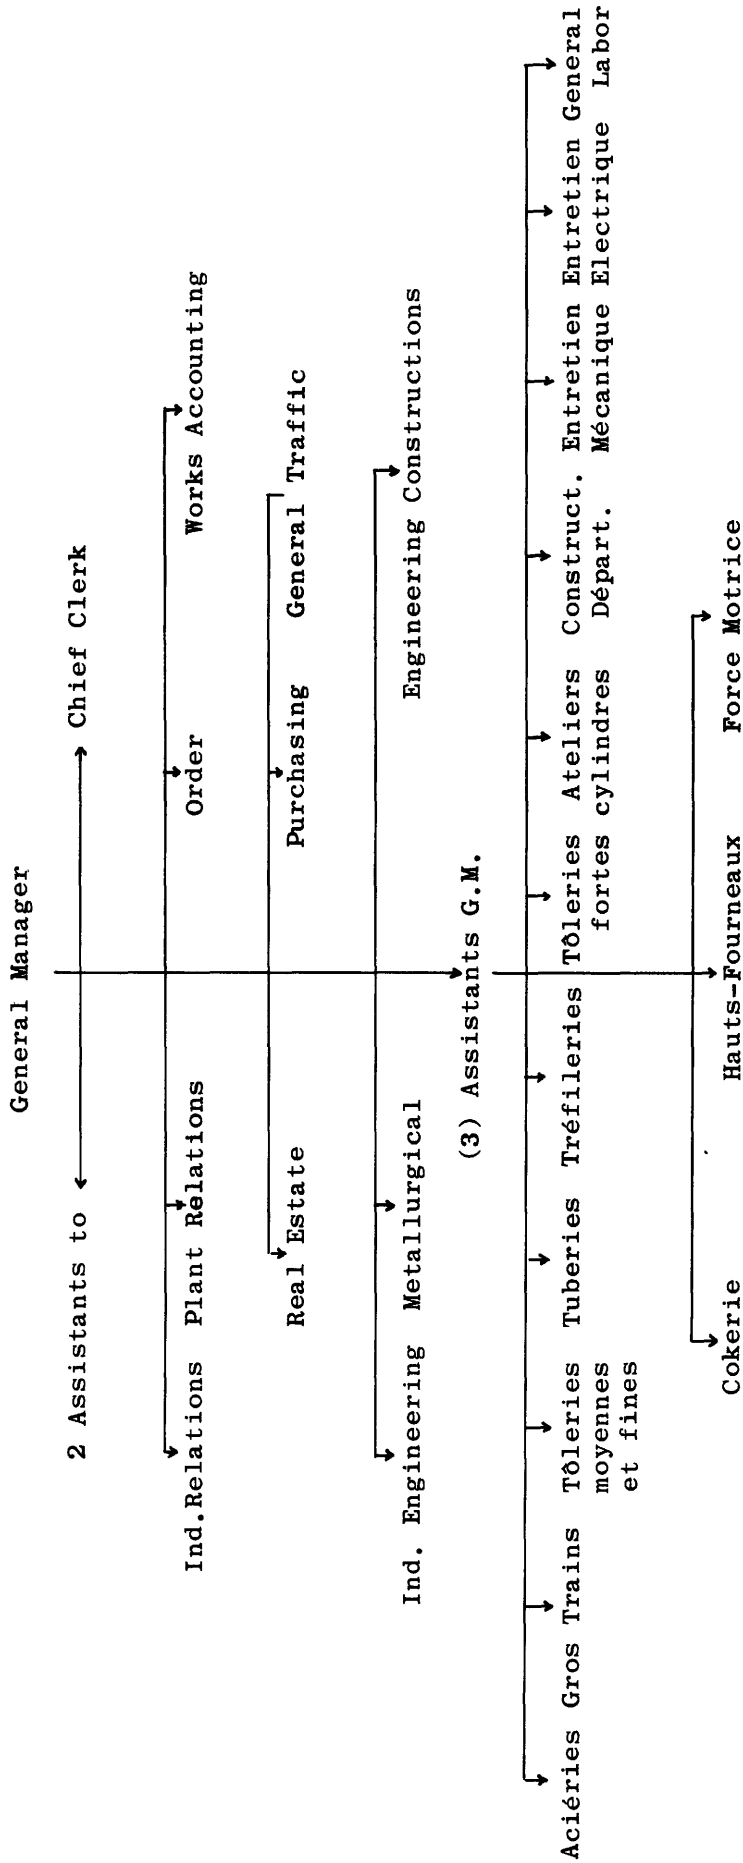 General Manager
2 Assistants to Chief Clerk
Ind.Relations Plant Relations Order Works Accounting
Real Estate Purchasing General Traffic
Ind. Engineering Metallurgical Engineering Constructions
(3) Assistants G.M.
Aciéries Gros Trains Tôleries Tuberies Tréfileries Tôleries Ateliers Construct. Entretien Entretien General
moyennes fortes cylindres Départ. Mécanique Electrique Labor
et fines
Cokerie Hauts-Fourneaux Force Motrice